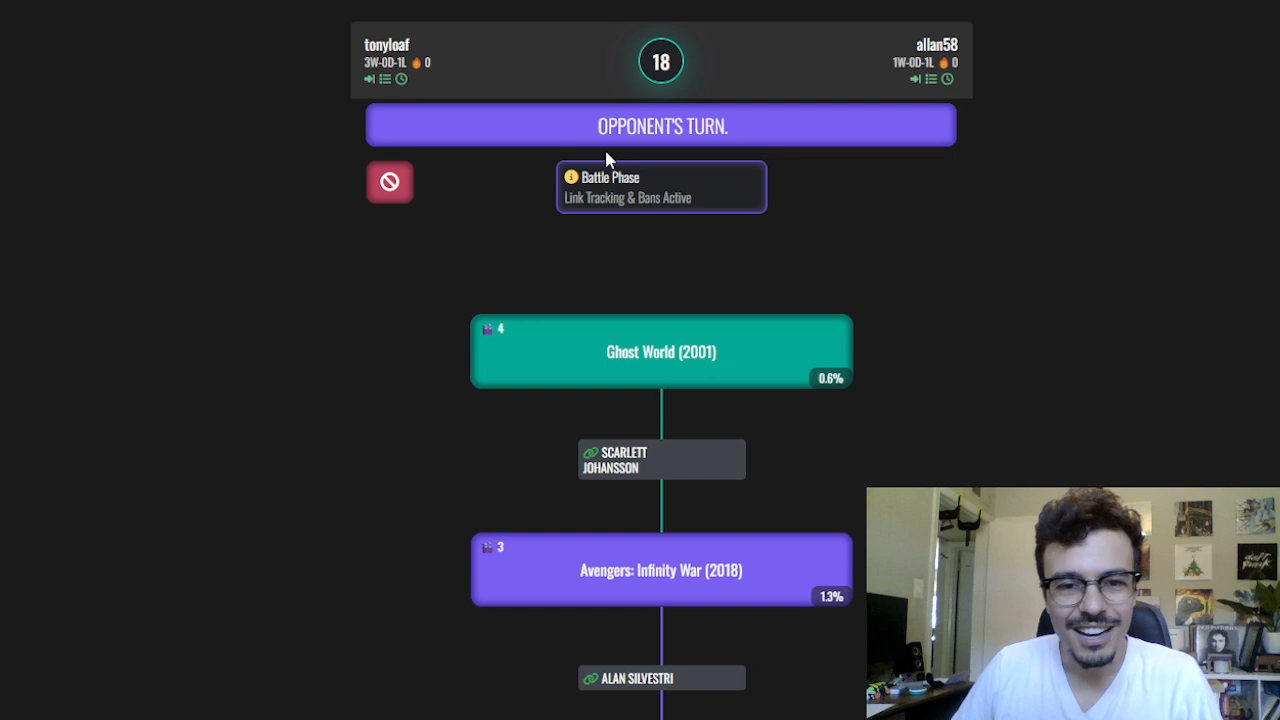 tonyloaf
3W-0D-1L 0
18
allan58
1W-0D-1L 0
OPPONENT'S TURN.
Battle Phase
Link Tracking & Bans Active
4
Ghost World (2001)
0.6%
SCARLETT
JOHANSSON
3
Avengers: Infinity War (2018)
1.3%
ALAN SILVESTRI